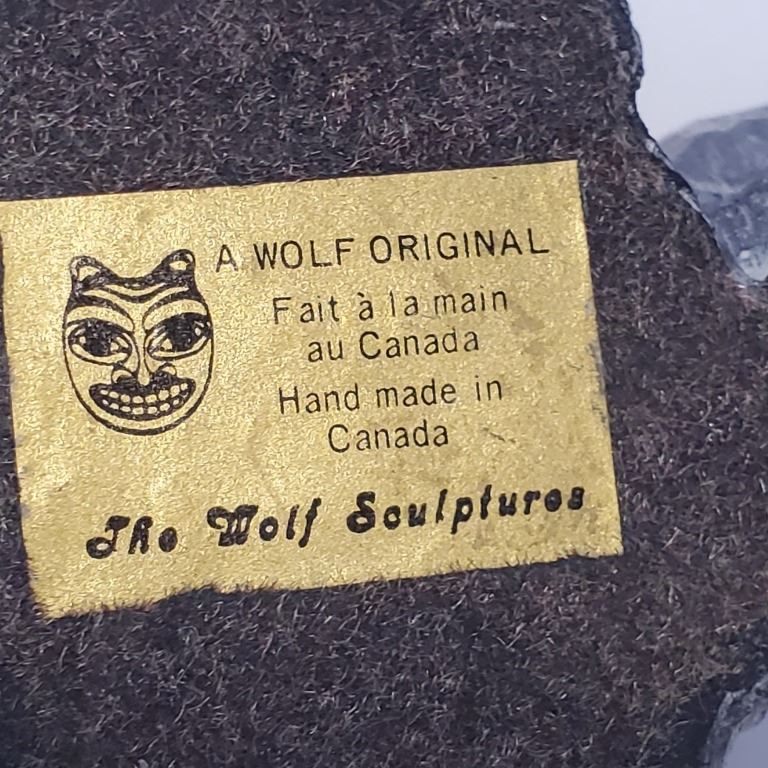 A WOLF ORIGINAL
Fait à la main
au Canada
Hand made in
Canada
The Wolf Sculptures